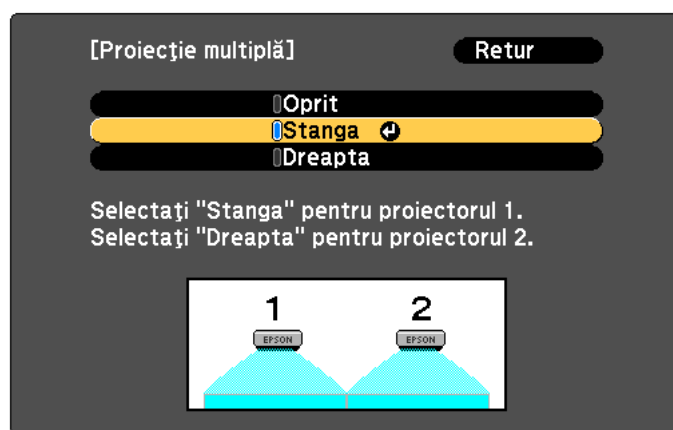 [Proiecţie multiplă] Retur
Oprit
Stanga
Dreapta
Selectaţi "Stanga" pentru proiectorul 1.
Selectaţi "Dreapta" pentru proiectorul 2.
1 2
EPSON EPSON